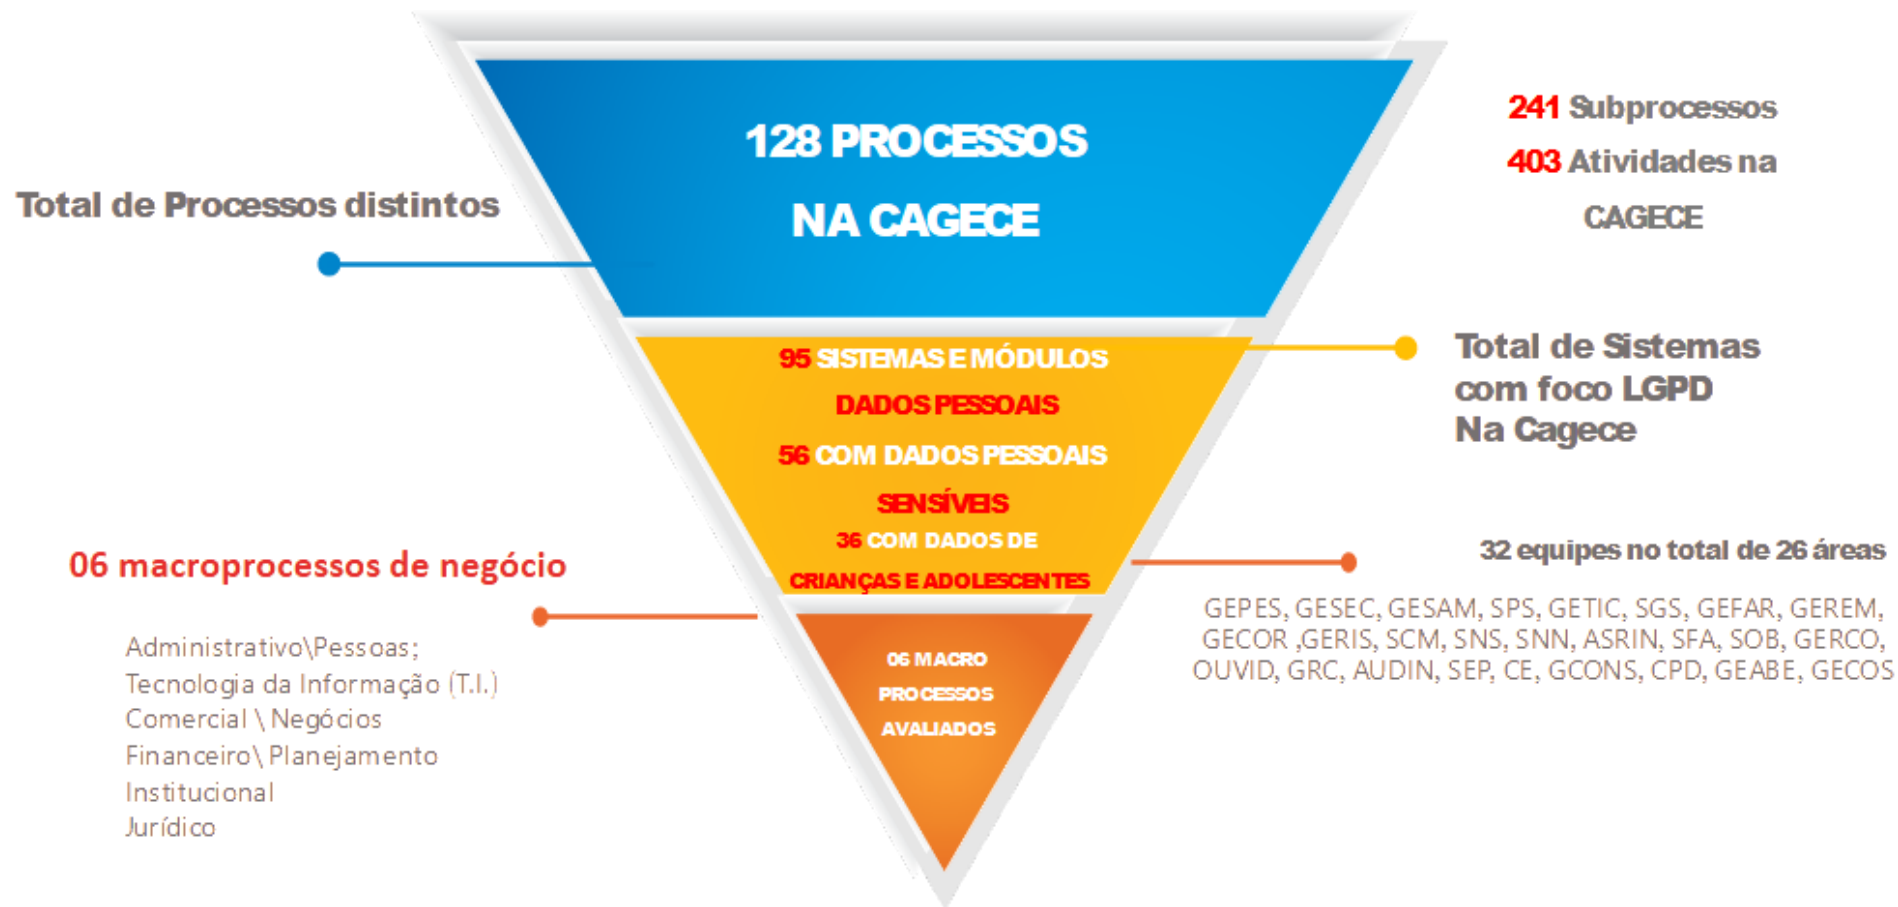 128 PROCESSOS
NA CAGECE
241 Subprocessos
403 Atividades na
CAGECE
Total de Processos distintos
95 SISTEMAS E MÓDULOS
DADOS PESSOAIS
56 COM DADOS PESSOAIS
SENSÍVEIS
36 COM DADOS DE
CRIANÇAS E ADOLESCENTES
Total de Sistemas
com foco LGPD
Na Cagece
06 macroprocessos de negócio
Administrativo\Pessoas;
Tecnologia da Informação (T.I.)
Comercial \ Negócios
Financeiro\ Planejamento
Institucional
Jurídico
32 equipes no total de 26 áreas
GEPES, GESEC, GESAM, SPS, GETIC, SGS, GEFAR, GEREM,
GECOR ,GERIS, SCM, SNS, SNN, ASRIN, SFA, SOB, GERCO,
OUVID, GRC, AUDIN, SEP, CE, GCONS, CPD, GEABE, GECOS
06 MACRO
PROCESSOS
AVALIADOS